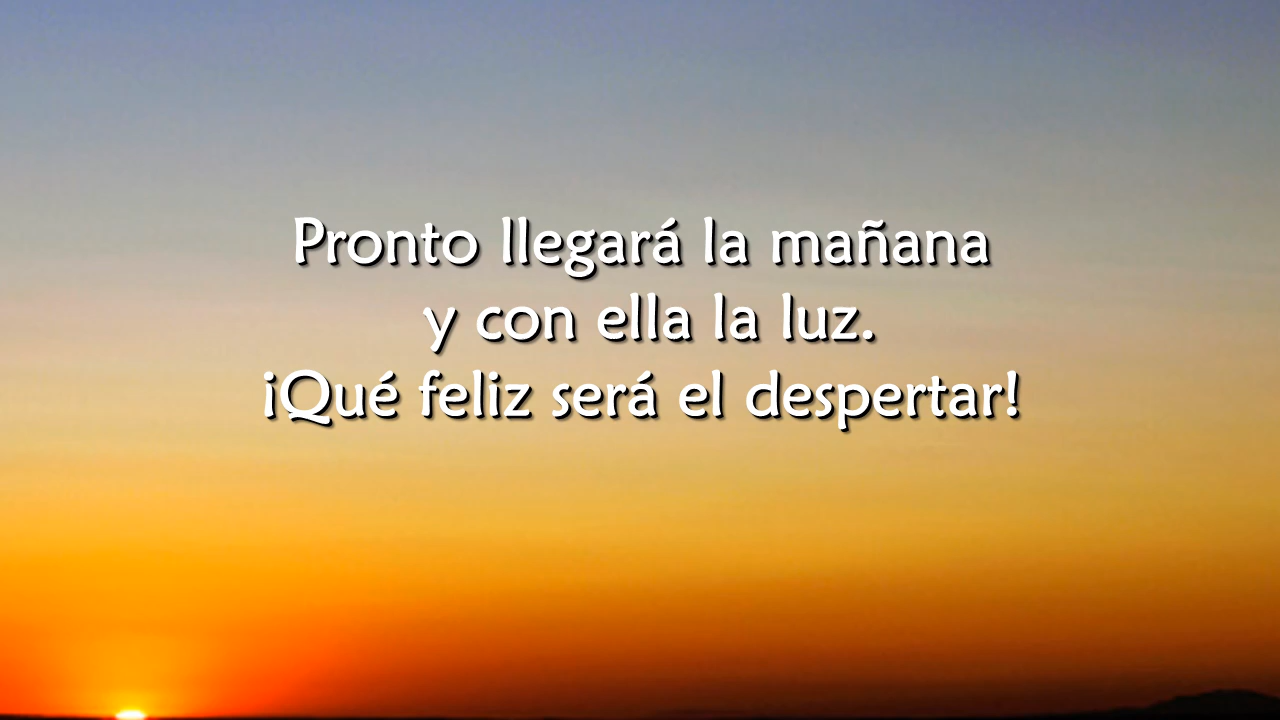 Pronto llegará la mañana
y con ella la luz.
¡Qué feliz será el despertar!